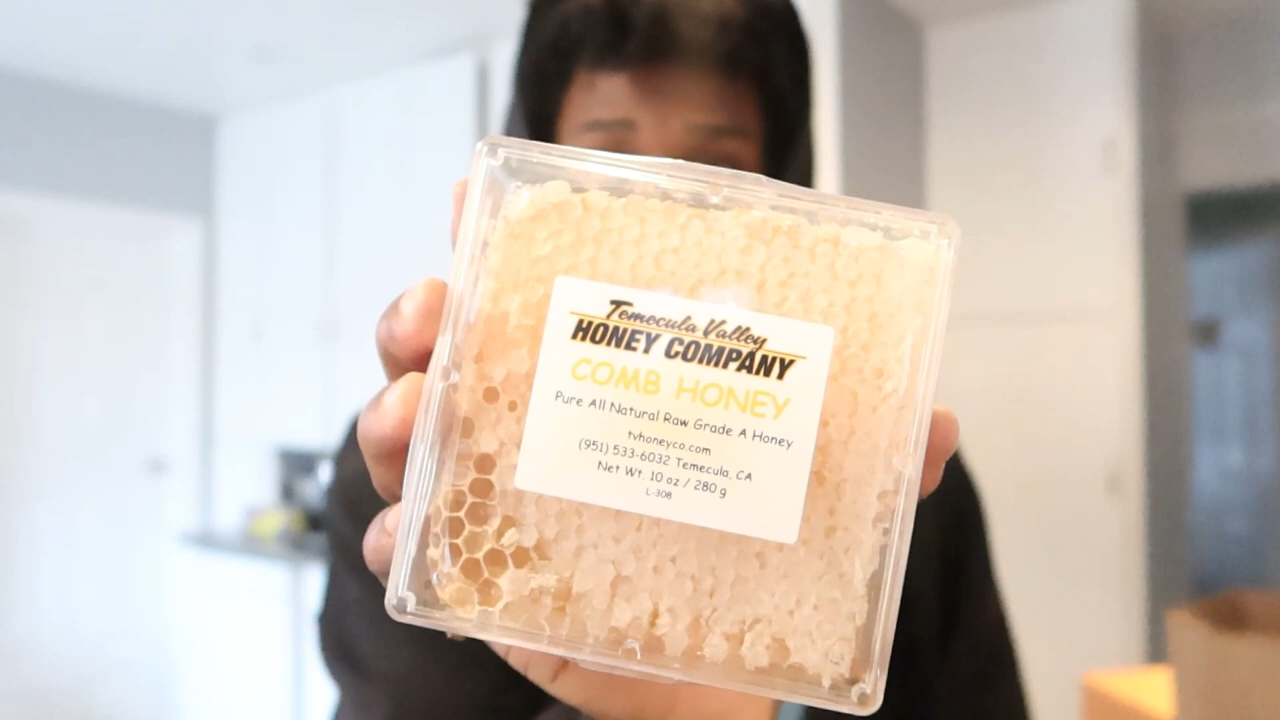 Temecula Valley
HONEY COMPANY
COMB HONEY
Pure All Natural Raw Grade A Honey
tvhoneyco.com
(951) 533-6032 Temecula, CA
Net Wt. 10 oz / 280 g
L-308